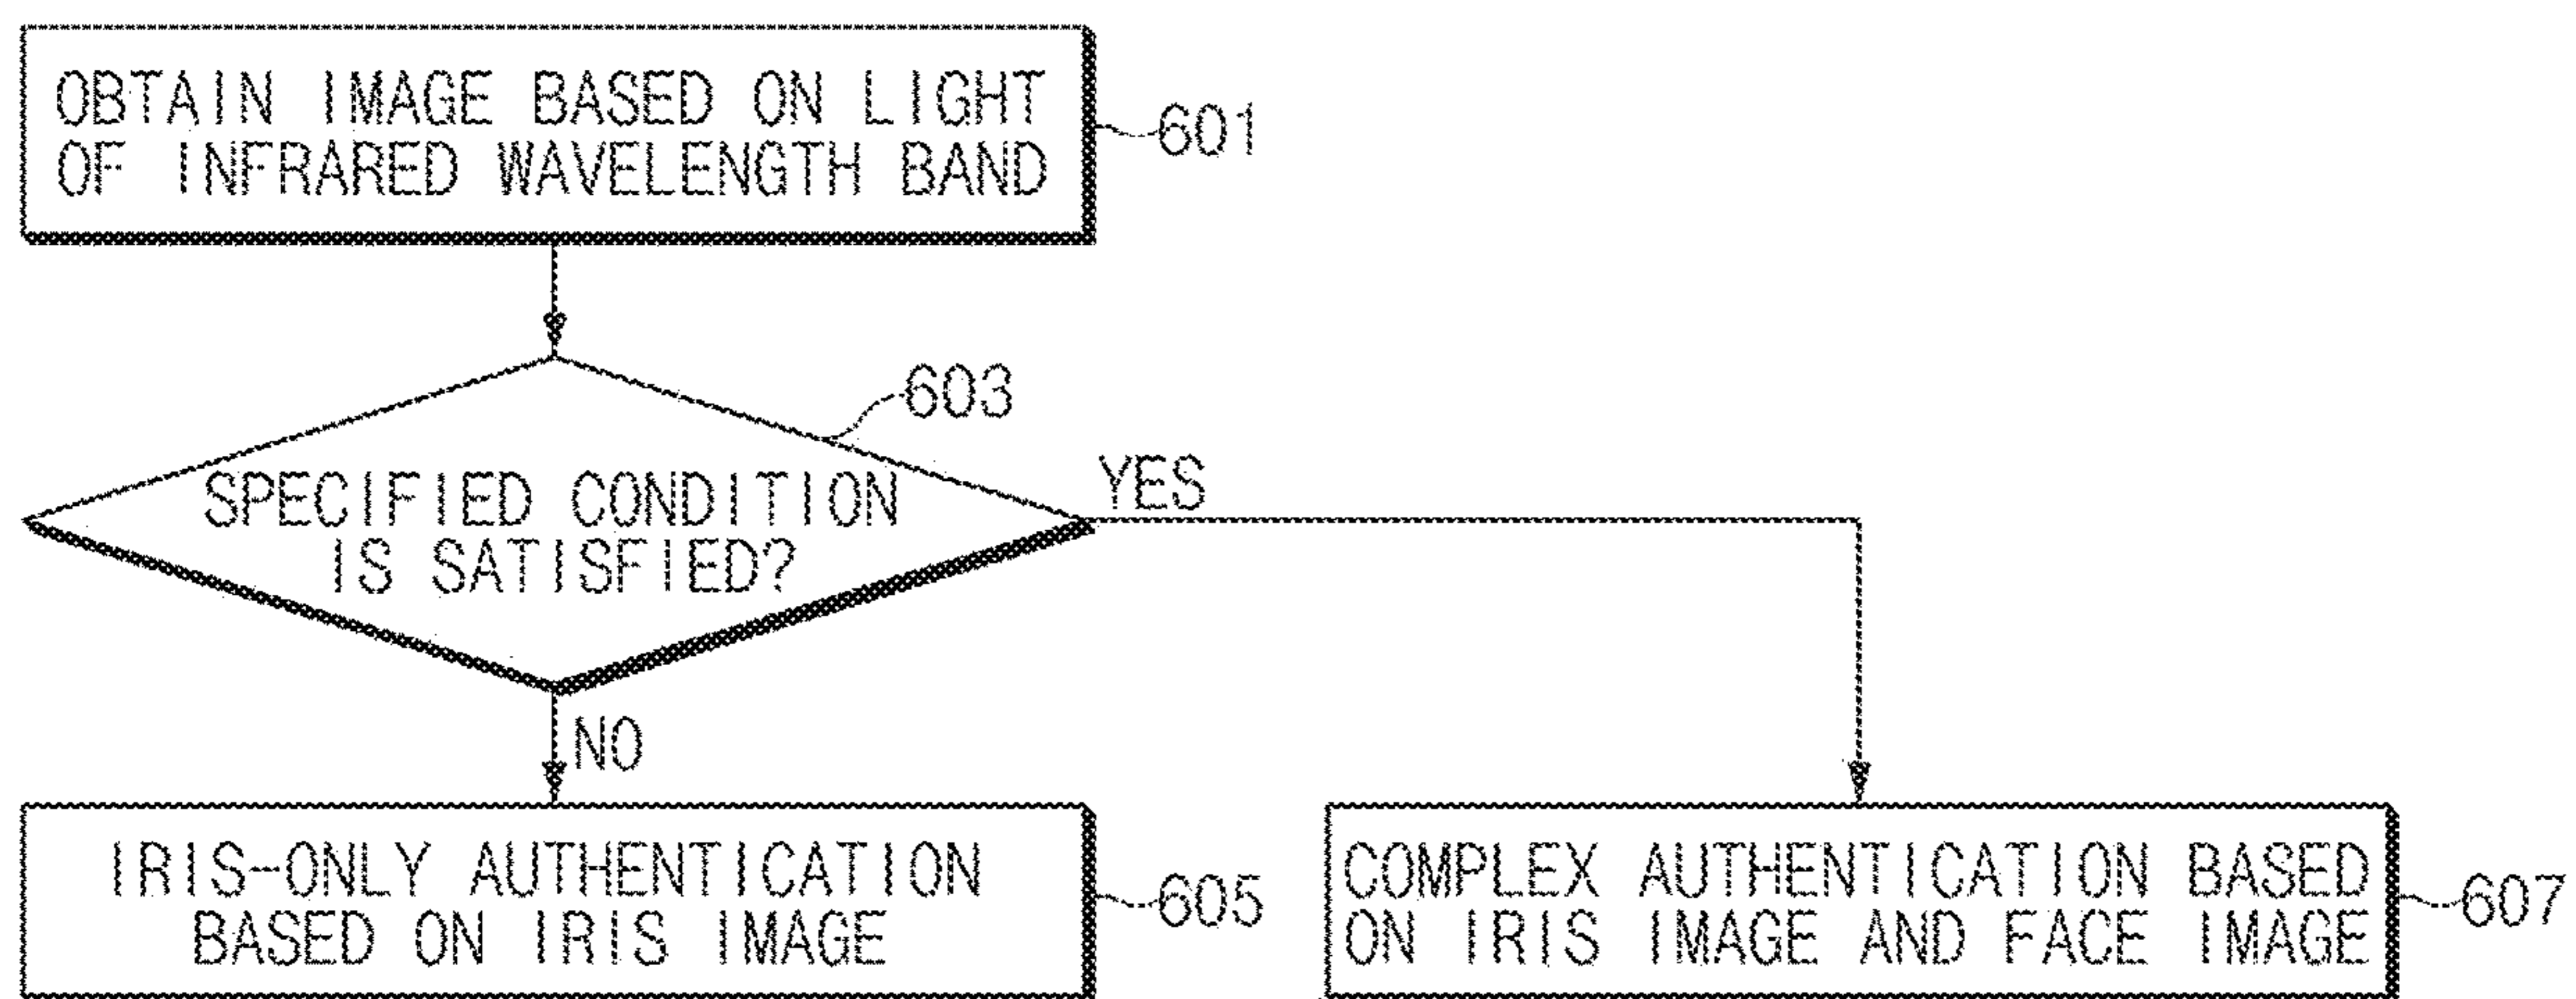 OBTAIN IMAGE BASED ON LIGHT
OF INFRARED WAVELENGTH BAND
601
603
SPECIFIED CONDITION
IS SATISFIED?
YES
NO
IRIS-ONLY AUTHENTICATION
BASED ON IRIS IMAGE
605
COMPLEX AUTHENTICATION BASED
ON IRIS IMAGE AND FACE IMAGE
607